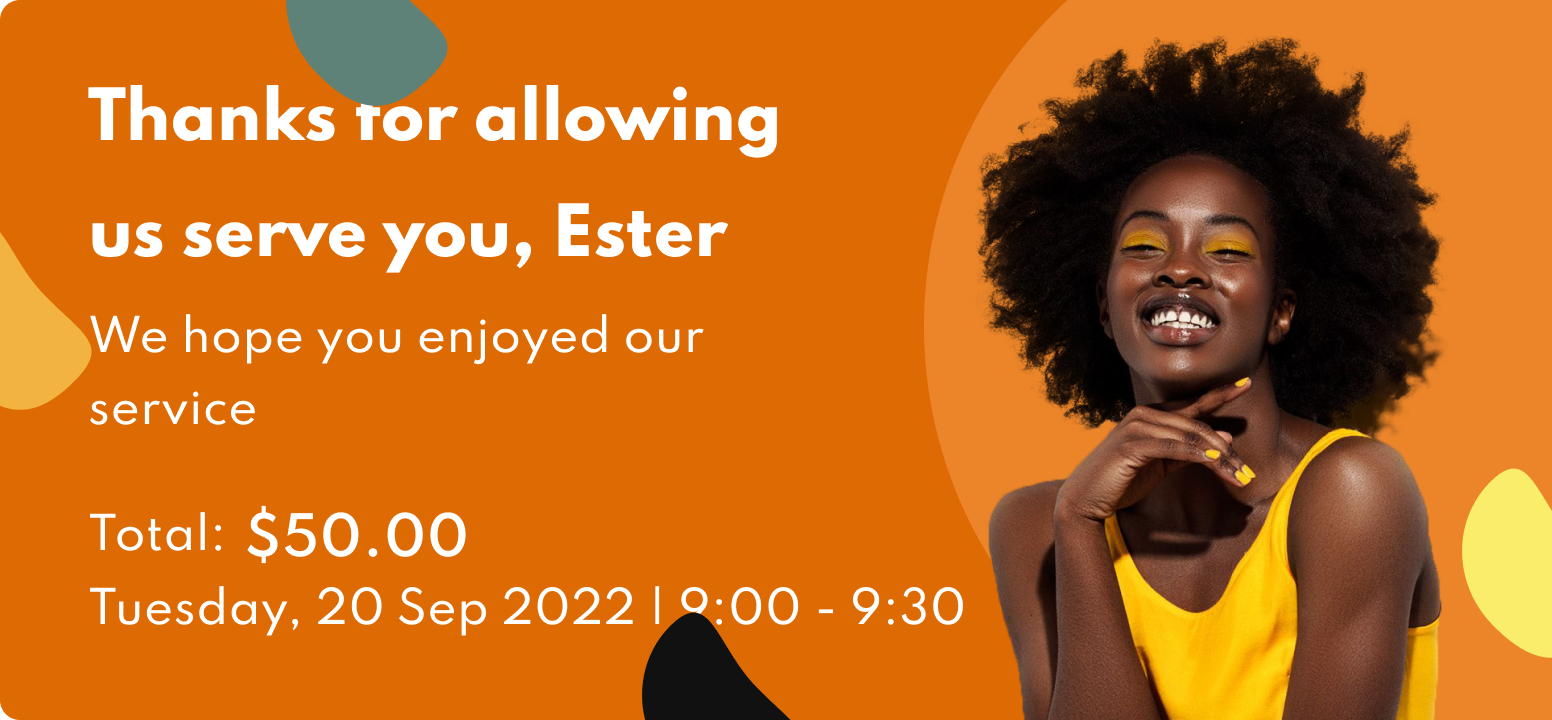 Thanks for allowing
us serve you, Ester
We hope you enjoyed our
service
Total: $50.00
Tuesday, 20 Sep 2022 | 9:00 - 9:30